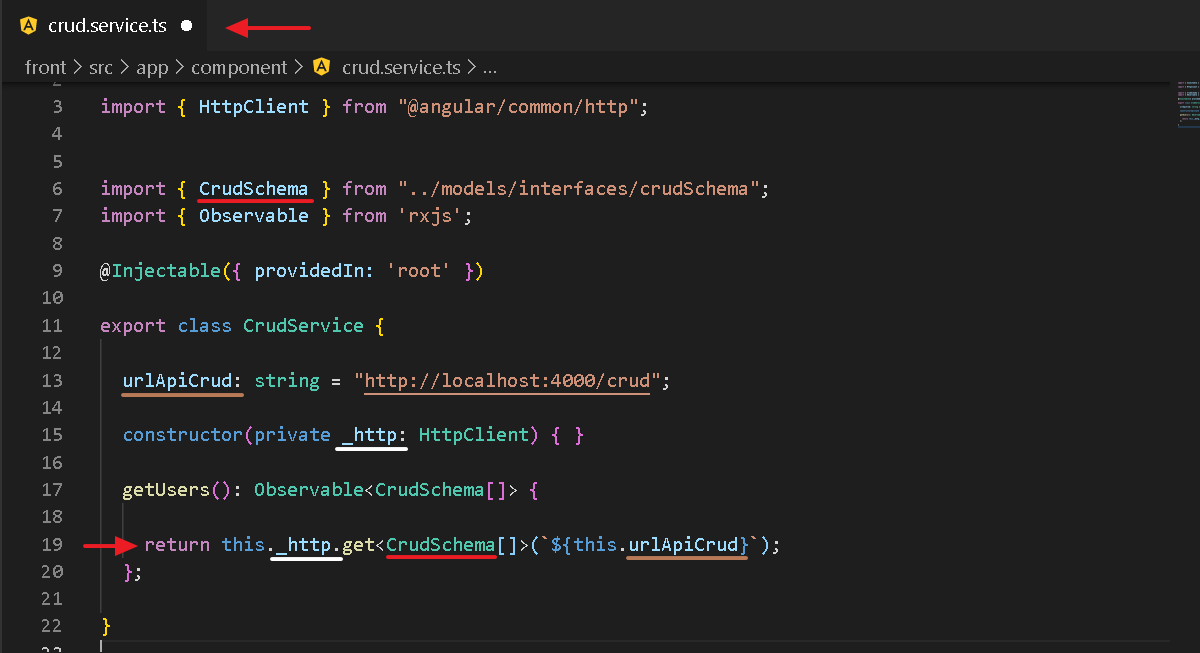 crud.service.ts
front > src > app > component > crud.service.ts > ...
3 import { HttpClient } from "@angular/common/http";
4
5
6 import { CrudSchema } from "../models/interfaces/crudSchema";
7 import { Observable } from 'rxjs';
8
9 @Injectable({ providedIn: 'root' })
10
11 export class CrudService {
12
13 urlApiCrud: string = "http://localhost:4000/crud";
14
15 constructor(private _http: HttpClient) { }
16
17 getUsers(): Observable<CrudSchema[]> {
18
19 return this._http.get<CrudSchema[]>(`${this.urlApiCrud}`);
20 };
21
22 }